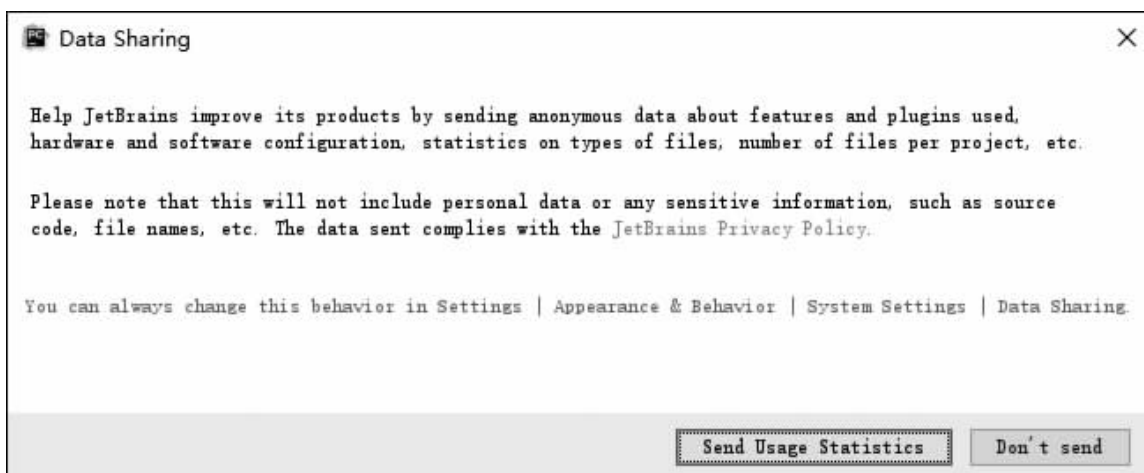 PC Data Sharing
Help JetBrains improve its products by sending anonymous data about features and plugins used,
hardware and software configuration, statistics on types of files, number of files per project, etc.
Please note that this will not include personal data or any sensitive information, such as source
code, file names, etc. The data sent complies with the JetBrains Privacy Policy.
You can always change this behavior in Settings | Appearance & Behavior | System Settings | Data Sharing.
Send Usage Statistics Don't send